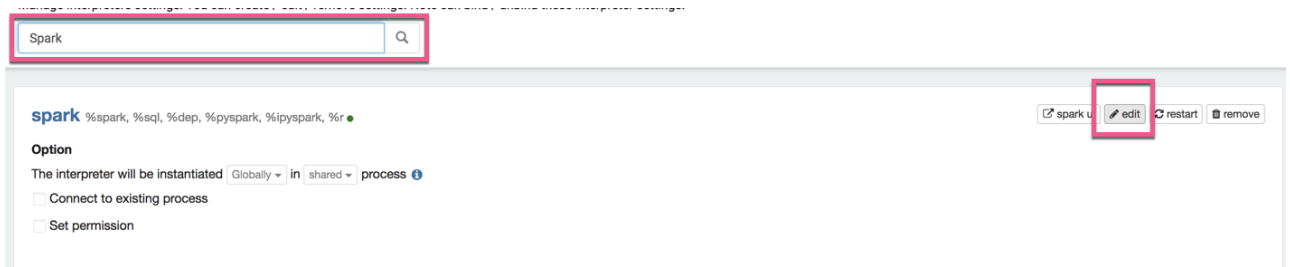 Spark
spark %spark, %sql, %dep, %pyspark, %ipyspark, %r
spark u edit restart remove
Option
The interpreter will be instantiated Globally in shared process
Connect to existing process
Set permission